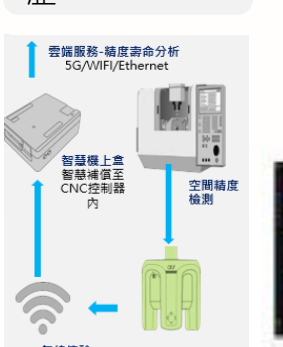 雲端服務-精度壽命分析
5G/WIFI/Ethernet
智慧機上盒
智慧補償至
CNC控制器
內
空間精度
檢測